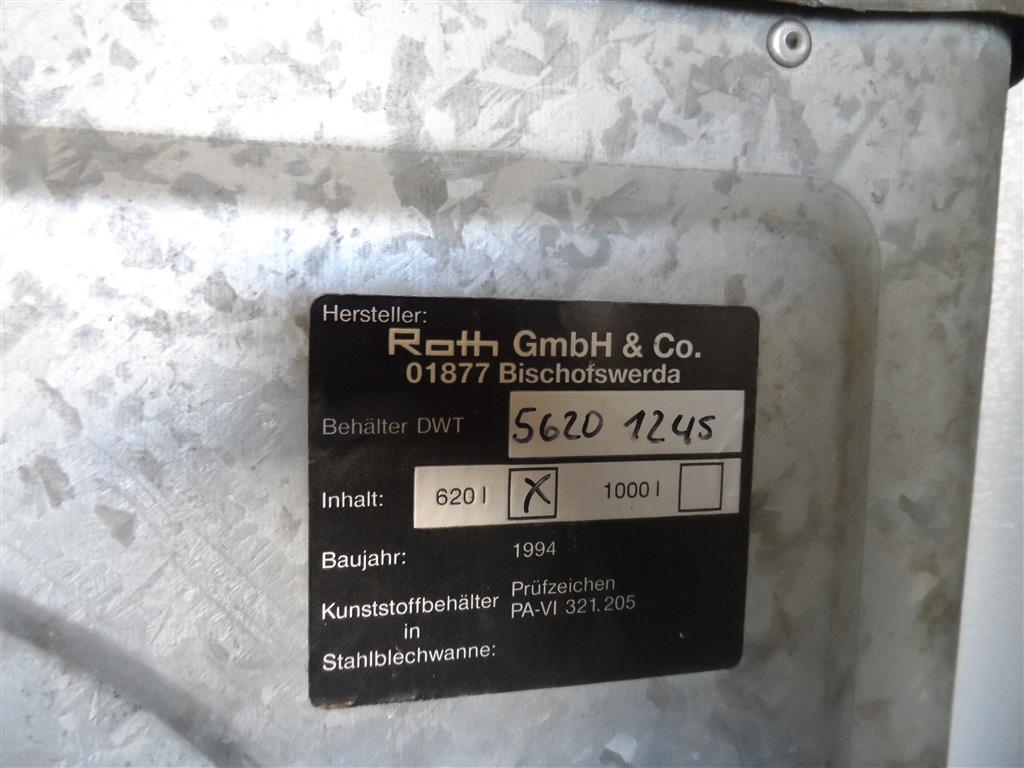 Hersteller:
Roth GmbH & Co.
01877 Bischofswerda
Behälter DWT 5620 1245
Inhalt: 620 l X 1000 l
Baujahr: 1994
Kunststoffbehälter Prüfzeichen
in PA-VI 321.205
Stahlblechwanne: